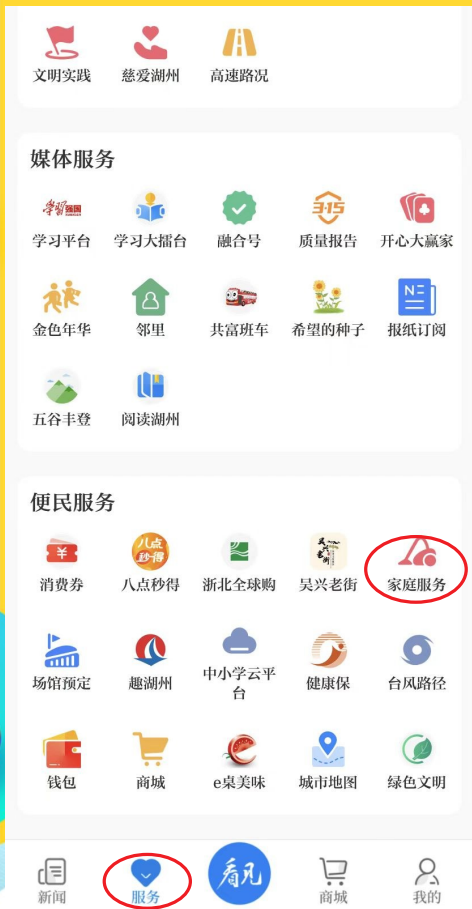 文明实践 慈爱湖州 高速路况
媒体服务
学习强国 3·15
学习平台 学习大擂台 融合号 质量报告 开心大赢家
NE
金色年华 邻里 共富班车 希望的种子 报纸订阅
五谷丰登 阅读湖州
便民服务
¥ 八点秒得 吴兴老街
消费券 八点秒得 浙北全球购 吴兴老街 家庭服务
场馆预定 趣湖州 中小学云平台 健康保 台风路径
钱包 商城 e桌美味 城市地图 绿色文明
新闻 服务 看见 商城 我的